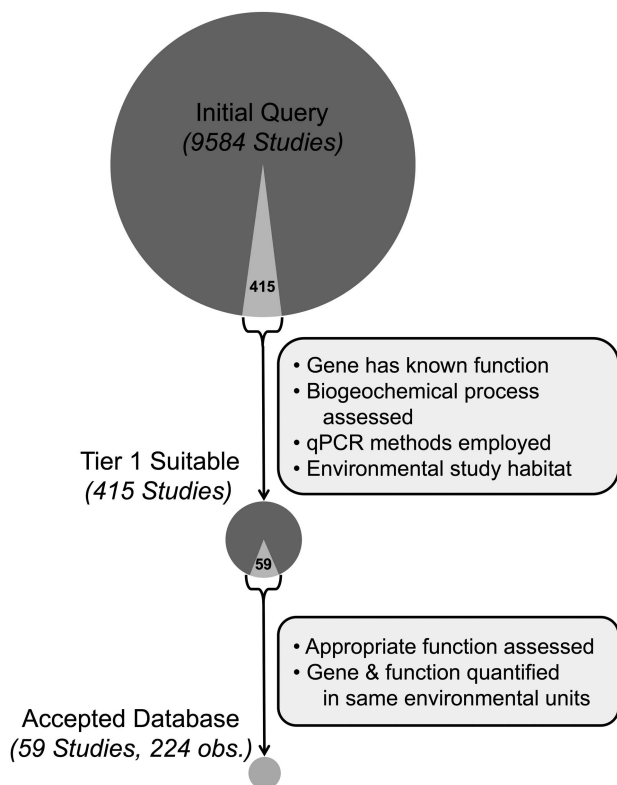 Initial Query
(9584 Studies)
415
• Gene has known function
• Biogeochemical process
assessed
• qPCR methods employed
• Environmental study habitat
Tier 1 Suitable
(415 Studies)
59
• Appropriate function assessed
• Gene & function quantified
in same environmental units
Accepted Database
(59 Studies, 224 obs.)